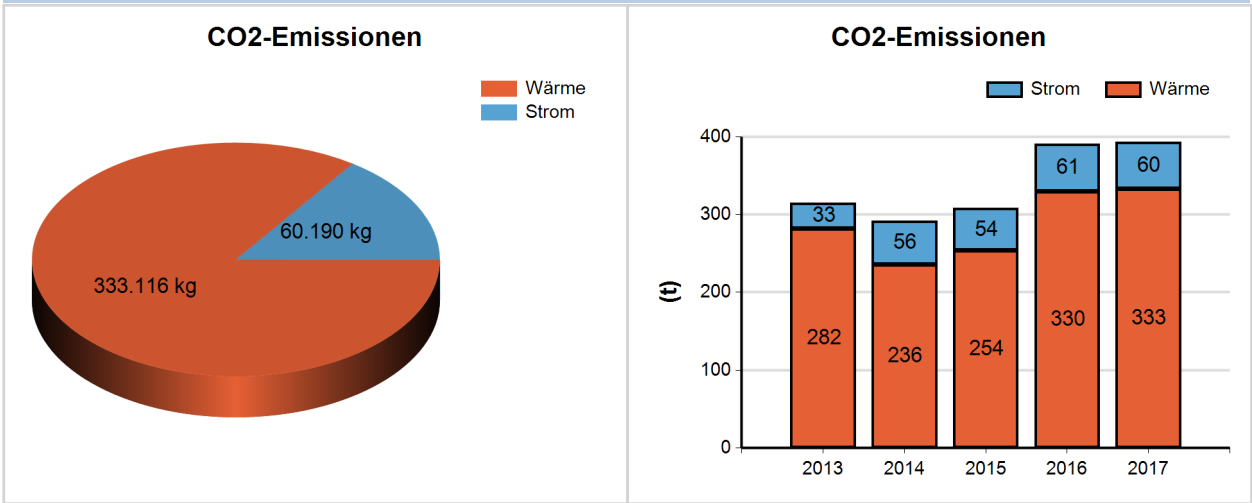 CO2-Emissionen
Wärme
Strom
60.190 kg
333.116 kg
CO2-Emissionen
Strom Wärme
(t)
400
300
200
100
0
33
56
54
61
60
282
236
254
330
333
2013 2014 2015 2016 2017